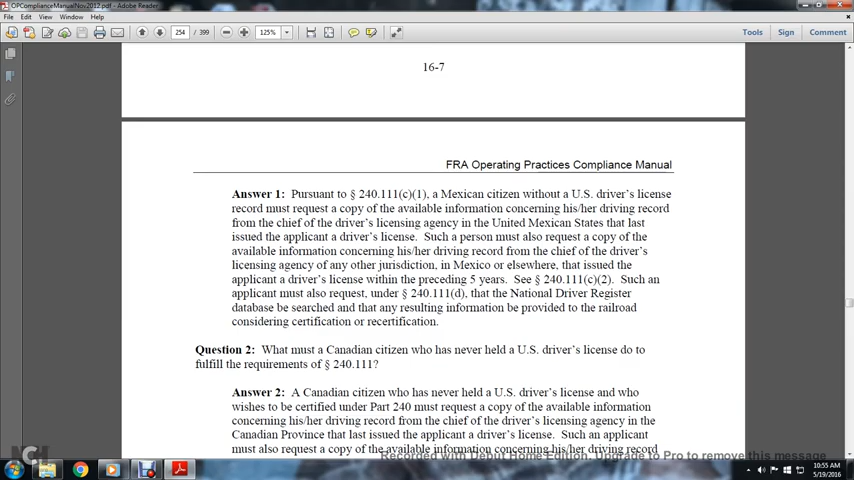 OPComplianceManualNov2012.pdf - Adobe Reader
File Edit View Window Help
254 / 399 125% Tools Sign Comment
16-7
FRA Operating Practices Compliance Manual
Answer 1: Pursuant to § 240.111(c)(1), a Mexican citizen without a U.S. driver's license
record must request a copy of the available information concerning his/her driving record
from the chief of the driver's licensing agency in the United Mexican States that last
issued the applicant a driver's license. Such a person must also request a copy of the
available information concerning his/her driving record from the chief of the driver's
licensing agency of any other jurisdiction, in Mexico or elsewhere, that issued the
applicant a driver's license within the preceding 5 years. See § 240.111(c)(2). Such an
applicant must also request, under § 240.111(d), that the National Driver Register
database be searched and that any resulting information be provided to the railroad
considering certification or recertification.
Question 2: What must a Canadian citizen who has never held a U.S. driver's license do to
fulfill the requirements of § 240.111?
Answer 2: A Canadian citizen who has never held a U.S. driver's license and who
wishes to be certified under Part 240 must request a copy of the available information
concerning his/her driving record from the chief of the driver's licensing agency in the
Canadian Province that last issued the applicant a driver's license. Such an applicant
must also request a copy of the available information concerning his/her driving record
NCH
Recorded with Debut Home Edition. Upgrade to Pro to remove this message
10:55 AM
5/19/2016